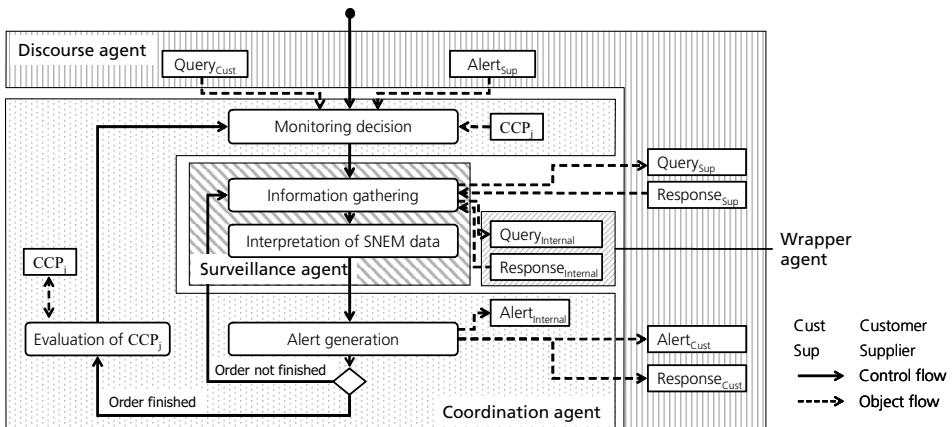 Discourse agent
Query_Cust
Alert_Sup
Monitoring decision
CCP_j
Query_Sup
Information gathering
Response_Sup
Query_Internal
Interpretation of SNEM data
Wrapper
agent
Response_Internal
Surveillance agent
CCP_j
Alert_Internal
Evaluation of CCP_j
Alert generation
Alert_Cust
Cust Customer
Sup Supplier
Order not finished
Response_Cust
Control flow
Order finished
Object flow
Coordination agent